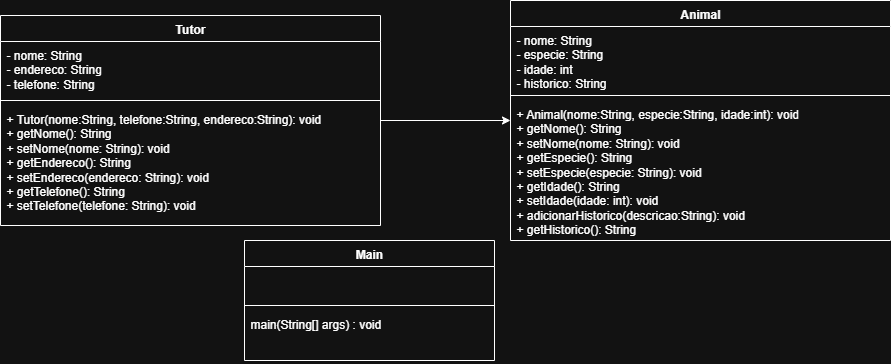 Tutor
- nome: String
- endereco: String
- telefone: String
+ Tutor(nome:String, telefone:String, endereco:String): void
+ getNome(): String
+ setNome(nome: String): void
+ getEndereco(): String
+ setEndereco(endereco: String): void
+ getTelefone(): String
+ setTelefone(telefone: String): void
Animal
- nome: String
- especie: String
- idade: int
- historico: String
+ Animal(nome:String, especie:String, idade:int): void
+ getNome(): String
+ setNome(nome: String): void
+ getEspecie(): String
+ setEspecie(especie: String): void
+ getIdade(): String
+ setIdade(idade: int): void
+ adicionarHistorico(descricao:String): void
+ getHistorico(): String
Main
main(String[] args) : void